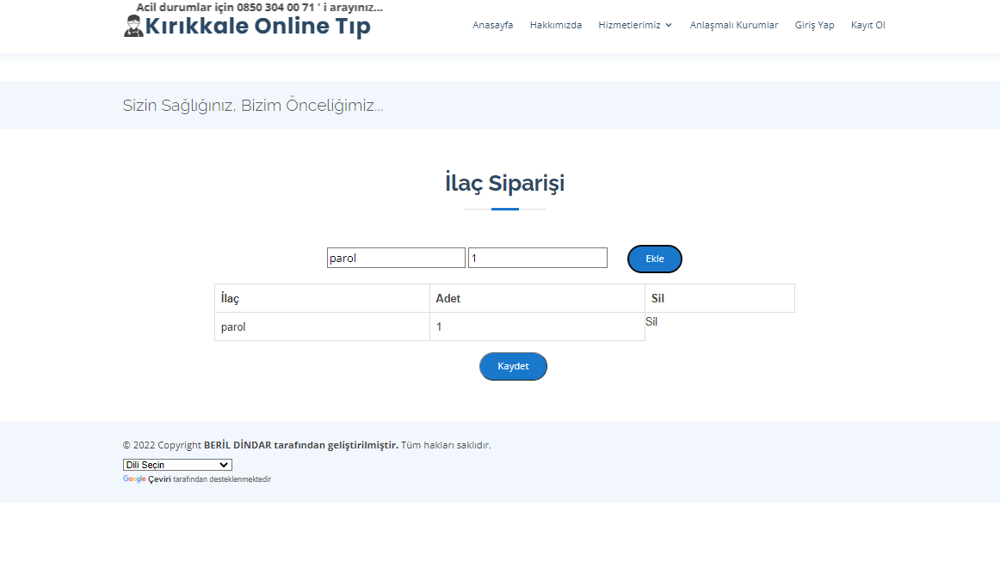 Acil durumlar için 0850 304 00 71 ' i arayınız...
Kırıkkale Online Tıp
Anasayfa Hakkımızda Hizmetlerimiz Anlaşmalı Kurumlar Giriş Yap Kayıt Ol
Sizin Sağlığınız, Bizim Önceliğimiz...
İlaç Siparişi
parol 1 Ekle
İlaç Adet Sil
parol 1 Sil
Kaydet
© 2022 Copyright BERİL DİNDAR tarafından geliştirilmiştir. Tüm hakları saklıdır.
Dili Seçin
Google Çeviri tarafından desteklenmektedir